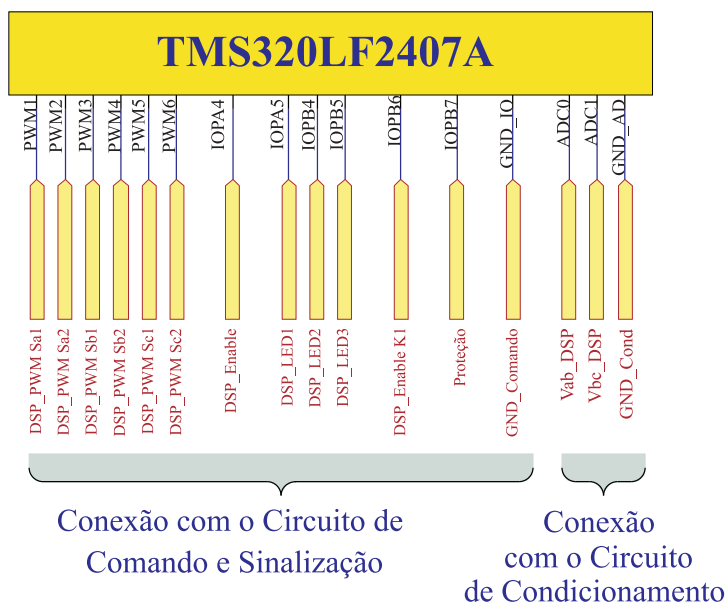 TMS320LF2407A
PWM1
PWM2
PWM3
PWM4
PWM5
PWM6
IOPA4
IOPA5
IOPB4
IOPB5
IOPB6
IOPB7
GND_IO
ADC0
ADC1
GND_AD
DSP_PWM Sa1
DSP_PWM Sa2
DSP_PWM Sb1
DSP_PWM Sb2
DSP_PWM Sc1
DSP_PWM Sc2
DSP_Enable
DSP_LED1
DSP_LED2
DSP_LED3
DSP_Enable K1
Proteção
GND_Comando
Vab_DSP
Vbc_DSP
GND_Cond
Conexão com o Circuito de
Comando e Sinalização
Conexão
com o Circuito
de Condicionamento